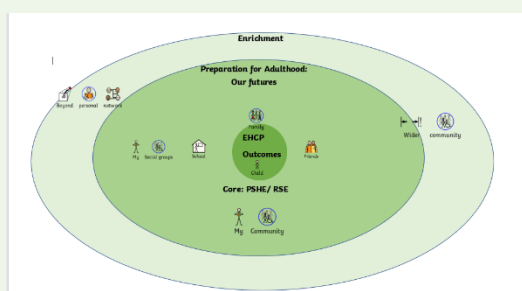 Enrichment
Preparation for Adulthood:
Our futures
Beyond personal network
Family
Wider community
EHCP
My Social groups School
Friends
Outcomes
Child
Core: PSHE/ RSE
My Community